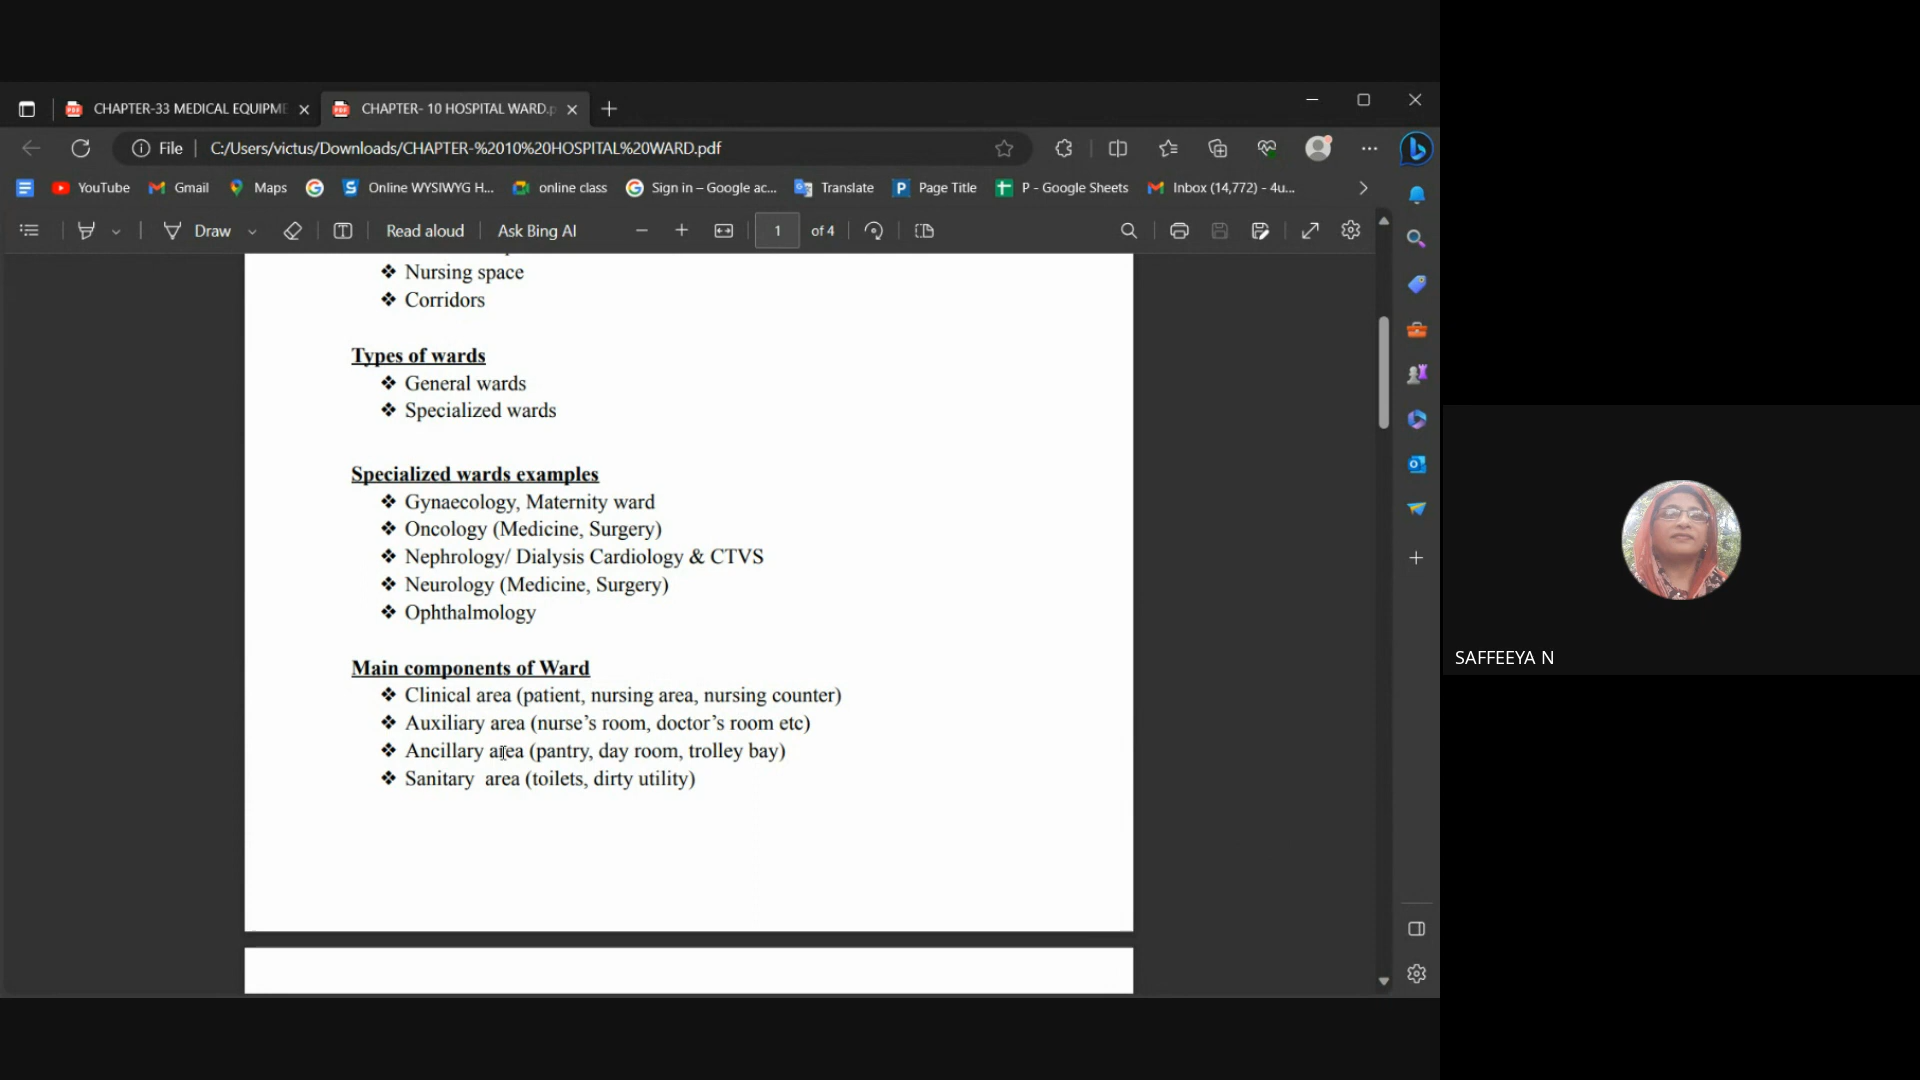 CHAPTER-33 MEDICAL EQUIPME
CHAPTER- 10 HOSPITAL WARD.p
File
C:/Users/victus/Downloads/CHAPTER-%2010%20HOSPITAL%20WARD.pdf
YouTube
Gmail
Maps
Online WYSIWYG H...
online class
Sign in – Google ac...
Translate
Page Title
P - Google Sheets
Inbox (14,772) - 4u...
Draw
Read aloud
Ask Bing AI
1
of 4
❖ Nursing space
❖ Corridors
Types of wards
❖ General wards
❖ Specialized wards
Specialized wards examples
❖ Gynaecology, Maternity ward
❖ Oncology (Medicine, Surgery)
❖ Nephrology/ Dialysis Cardiology & CTVS
❖ Neurology (Medicine, Surgery)
❖ Ophthalmology
Main components of Ward
❖ Clinical area (patient, nursing area, nursing counter)
❖ Auxiliary area (nurse’s room, doctor’s room etc)
❖ Ancillary area (pantry, day room, trolley bay)
❖ Sanitary  area (toilets, dirty utility)
SAFFEEYA N